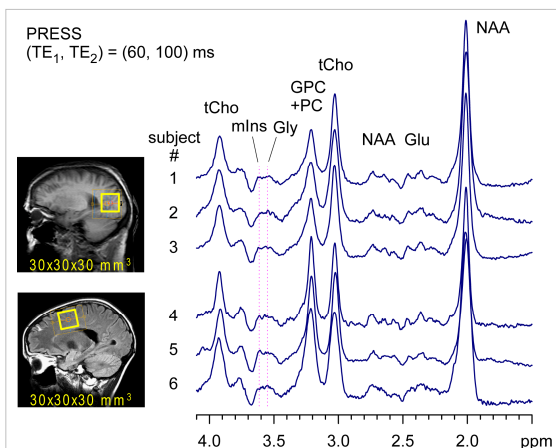 PRESS
(TE1, TE2) = (60, 100) ms
NAA
tCho
GPC
+PC
tCho
mIns
Gly
NAA
Glu
subject
#
1
2
3
30x30x30 mm3
4
5
6
30x30x30 mm3
4.0 3.5 3.0 2.5 2.0 ppm